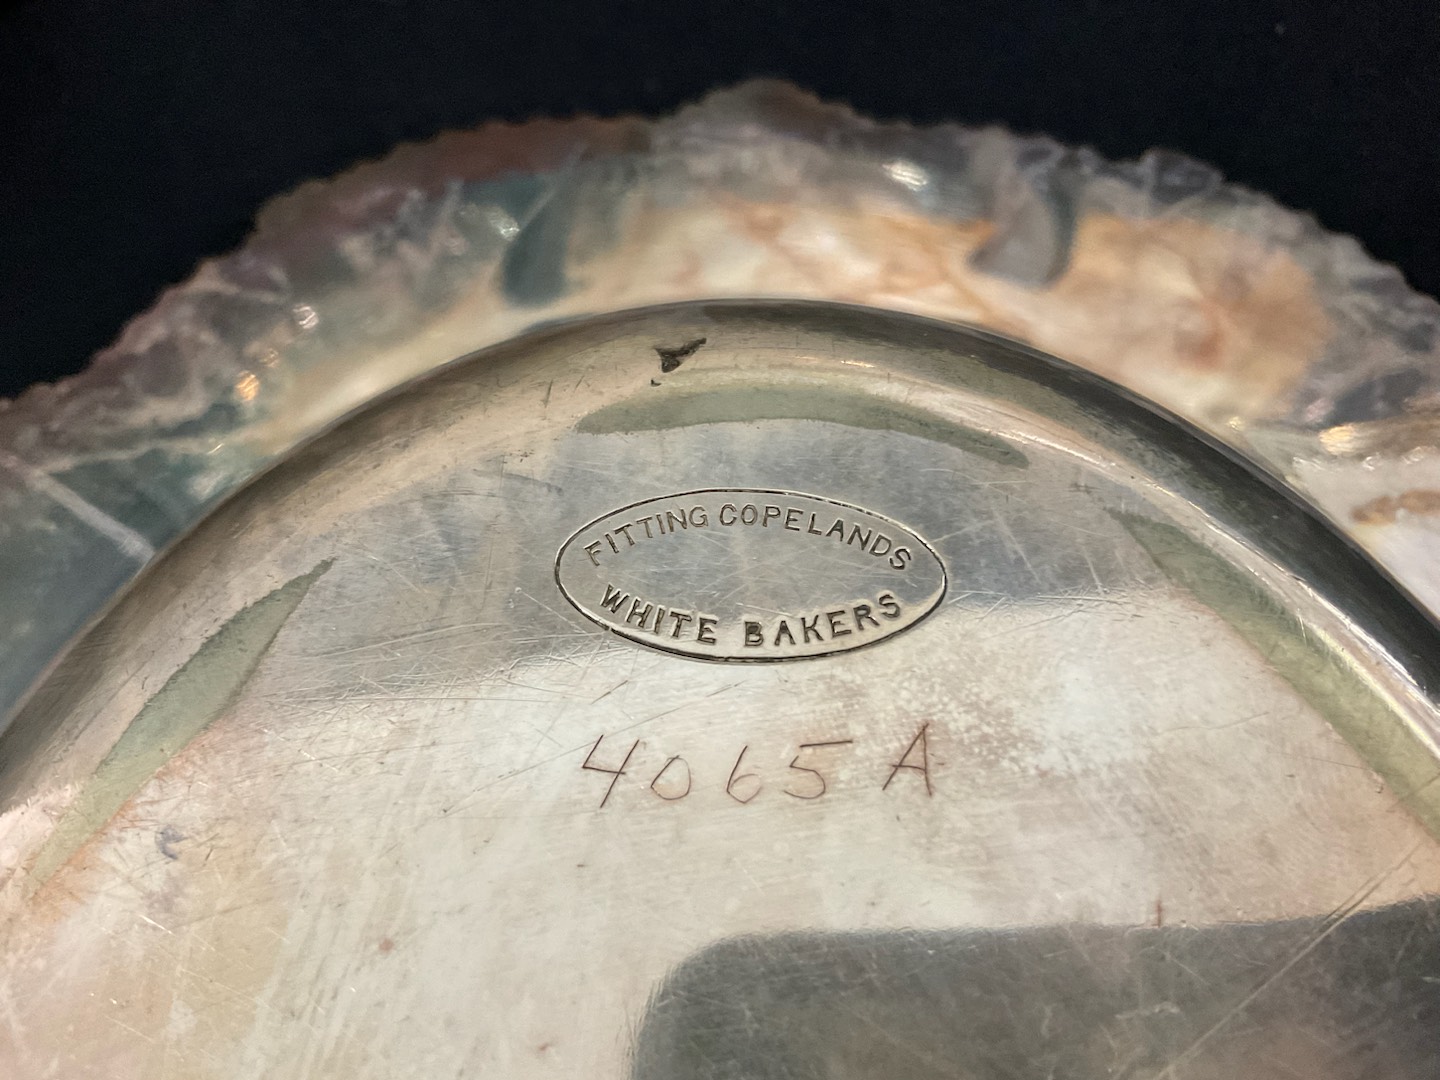 FITTING COPELANDS
WHITE BAKERS
4065 A